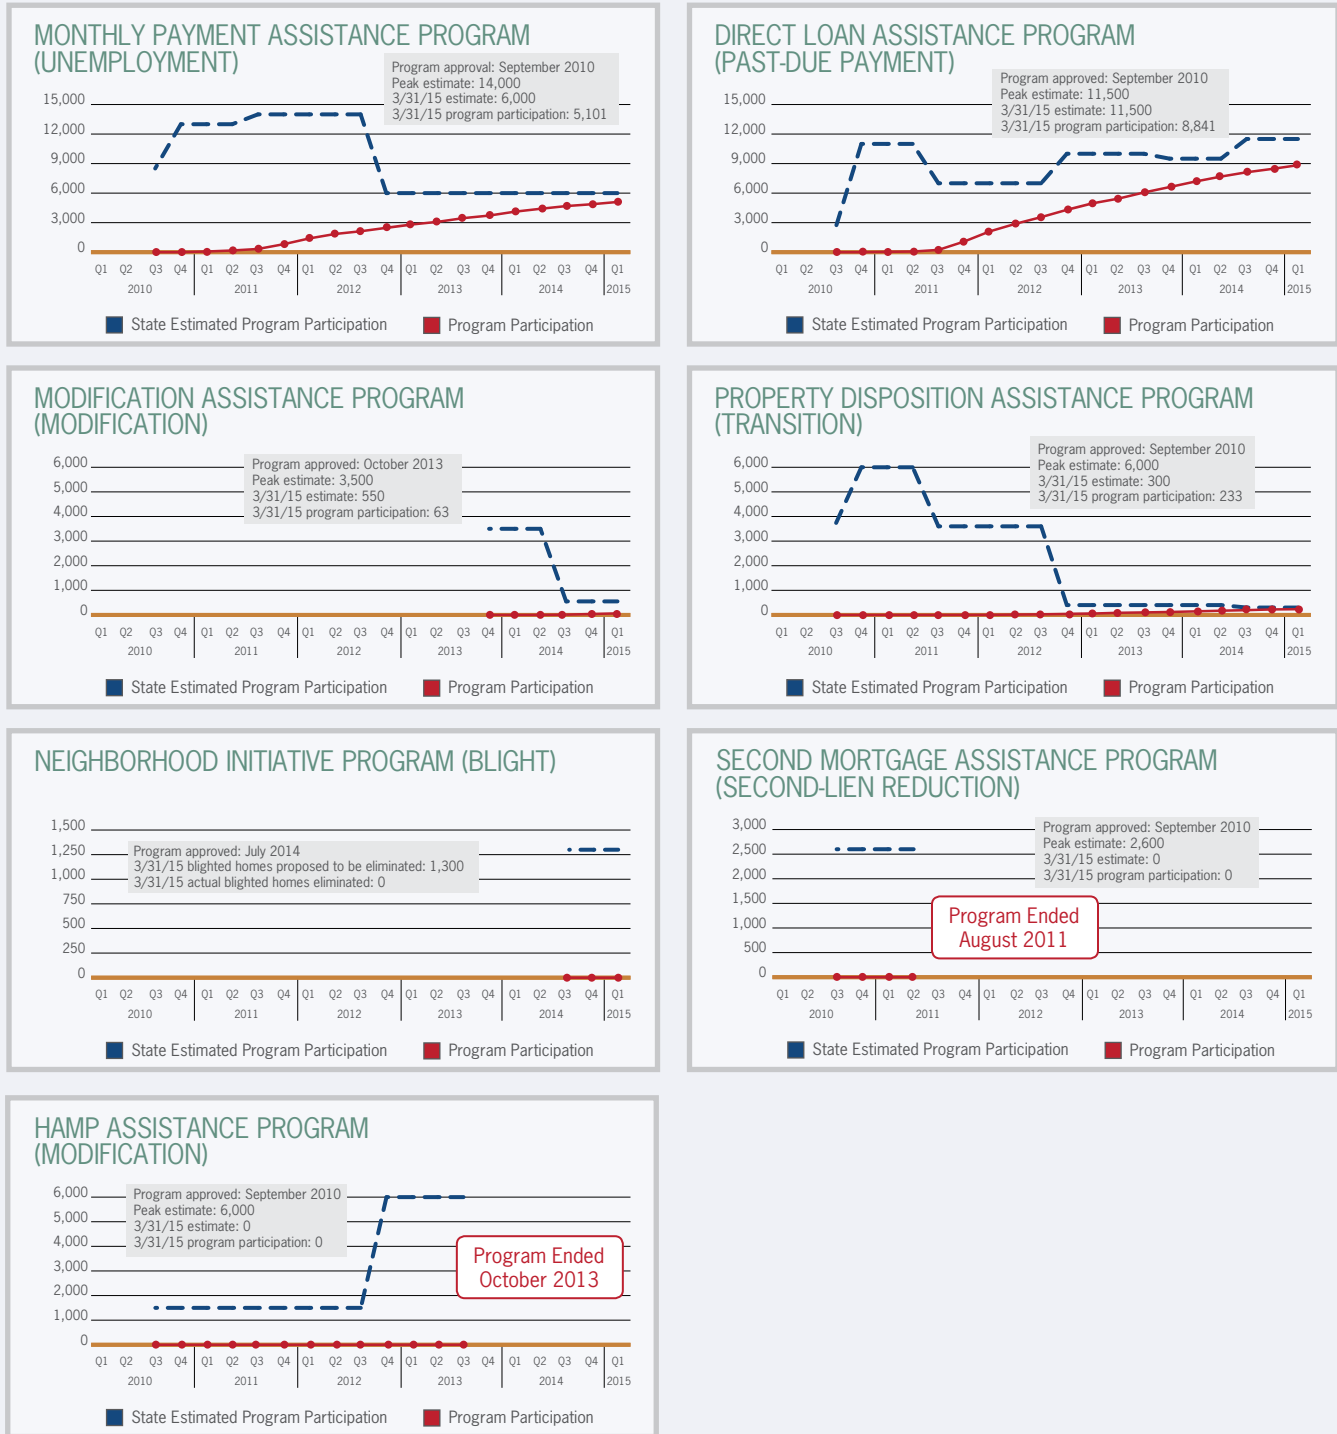 MONTHLY PAYMENT ASSISTANCE PROGRAM
(UNEMPLOYMENT)
Program approval: September 2010
Peak estimate: 14,000
3/31/15 estimate: 6,000
3/31/15 program participation: 5,101
15,000
12,000
9,000
6,000
3,000
0
Q1 Q2 Q3 Q4 Q1 Q2 Q3 Q4 Q1 Q2 Q3 Q4 Q1 Q2 Q3 Q4 Q1 Q2 Q3 Q4 Q1
2010 2011 2012 2013 2014 2015
State Estimated Program Participation Program Participation
DIRECT LOAN ASSISTANCE PROGRAM
(PAST-DUE PAYMENT)
Program approved: September 2010
Peak estimate: 11,500
3/31/15 estimate: 11,500
3/31/15 program participation: 8,841
15,000
12,000
9,000
6,000
3,000
0
Q1 Q2 Q3 Q4 Q1 Q2 Q3 Q4 Q1 Q2 Q3 Q4 Q1 Q2 Q3 Q4 Q1 Q2 Q3 Q4 Q1
2010 2011 2012 2013 2014 2015
State Estimated Program Participation Program Participation
MODIFICATION ASSISTANCE PROGRAM
(MODIFICATION)
Program approved: October 2013
Peak estimate: 3,500
3/31/15 estimate: 550
3/31/15 program participation: 63
6,000
5,000
4,000
3,000
2,000
1,000
0
Q1 Q2 Q3 Q4 Q1 Q2 Q3 Q4 Q1 Q2 Q3 Q4 Q1 Q2 Q3 Q4 Q1 Q2 Q3 Q4 Q1
2010 2011 2012 2013 2014 2015
State Estimated Program Participation Program Participation
PROPERTY DISPOSITION ASSISTANCE PROGRAM
(TRANSITION)
Program approved: September 2010
Peak estimate: 6,000
3/31/15 estimate: 300
3/31/15 program participation: 233
6,000
5,000
4,000
3,000
2,000
1,000
0
Q1 Q2 Q3 Q4 Q1 Q2 Q3 Q4 Q1 Q2 Q3 Q4 Q1 Q2 Q3 Q4 Q1 Q2 Q3 Q4 Q1
2010 2011 2012 2013 2014 2015
State Estimated Program Participation Program Participation
NEIGHBORHOOD INITIATIVE PROGRAM (BLIGHT)
Program approved: July 2014
3/31/15 blighted homes proposed to be eliminated: 1,300
3/31/15 actual blighted homes eliminated: 0
1,500
1,250
1,000
750
500
250
0
Q1 Q2 Q3 Q4 Q1 Q2 Q3 Q4 Q1 Q2 Q3 Q4 Q1 Q2 Q3 Q4 Q1 Q2 Q3 Q4 Q1
2010 2011 2012 2013 2014 2015
State Estimated Program Participation Program Participation
SECOND MORTGAGE ASSISTANCE PROGRAM
(SECOND-LIEN REDUCTION)
Program approved: September 2010
Peak estimate: 2,600
3/31/15 estimate: 0
3/31/15 program participation: 0
Program Ended
August 2011
3,000
2,500
2,000
1,500
1,000
500
0
Q1 Q2 Q3 Q4 Q1 Q2 Q3 Q4 Q1 Q2 Q3 Q4 Q1 Q2 Q3 Q4 Q1 Q2 Q3 Q4 Q1
2010 2011 2012 2013 2014 2015
State Estimated Program Participation Program Participation
HAMP ASSISTANCE PROGRAM
(MODIFICATION)
Program approved: September 2010
Peak estimate: 6,000
3/31/15 estimate: 0
3/31/15 program participation: 0
Program Ended
October 2013
6,000
5,000
4,000
3,000
2,000
1,000
0
Q1 Q2 Q3 Q4 Q1 Q2 Q3 Q4 Q1 Q2 Q3 Q4 Q1 Q2 Q3 Q4 Q1 Q2 Q3 Q4 Q1
2010 2011 2012 2013 2014 2015
State Estimated Program Participation Program Participation